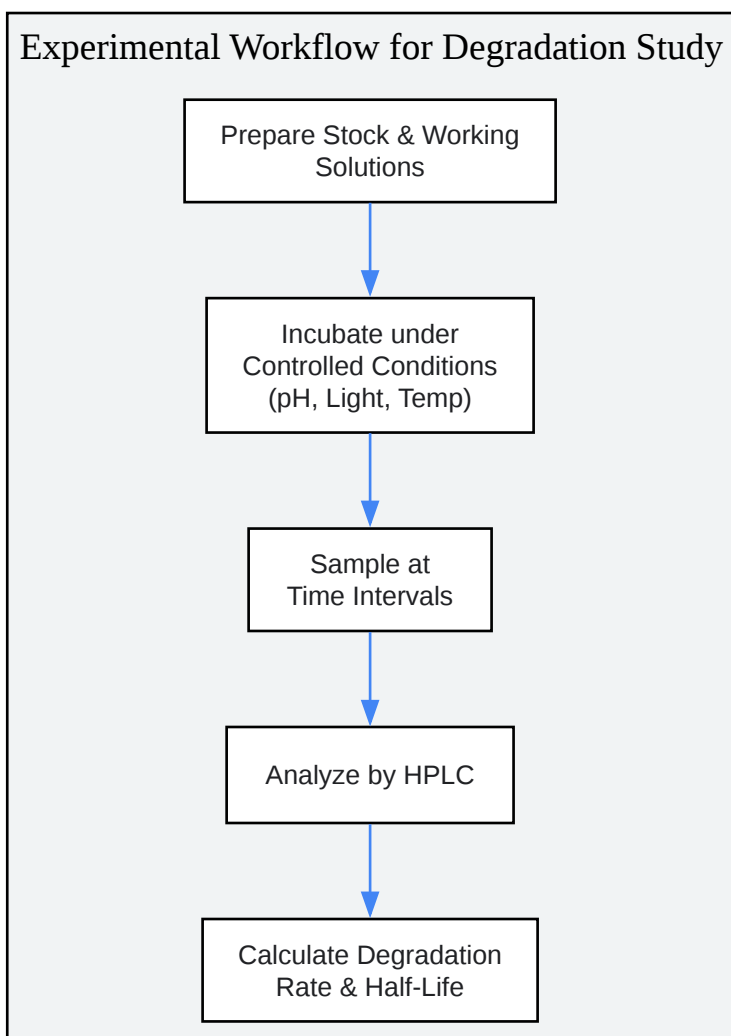 Experimental Workflow for Degradation Study
Prepare Stock & Working
Solutions
Incubate under
Controlled Conditions
(pH, Light, Temp)
Sample at
Time Intervals
Analyze by HPLC
Calculate Degradation
Rate & Half-Life